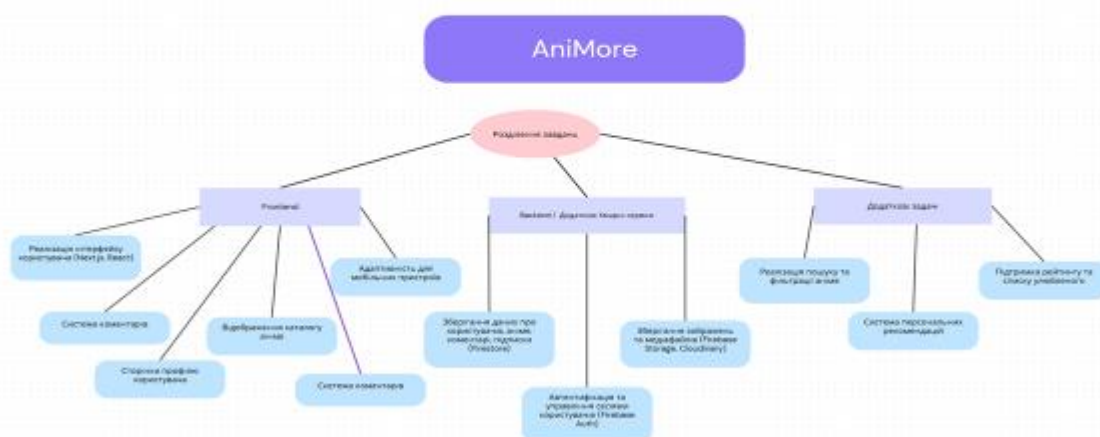 AniMore
Розділення завдань
Frontend
Додаткові задачі
Реалізація інтерфейсу
користувача (Next.js, React)
Адаптивність для
мобільних пристроїв
Реалізація пошуку та
фільтрації аніме
Підтримка рейтингу та
списку улюбленого
Система коментарів
Відображення каталогу
аніме
Зберігання даних про
користувачів, аніме,
коментарі, підписки
(Firestore)
Зберігання зображень
та медіафайлів (Firebase
Storage, Cloudinary)
Система персональних
рекомендацій
Сторінка профілю
користувача
Система коментарів
Автентифікація та
управління сесіями
користувачів (Firebase
Auth)